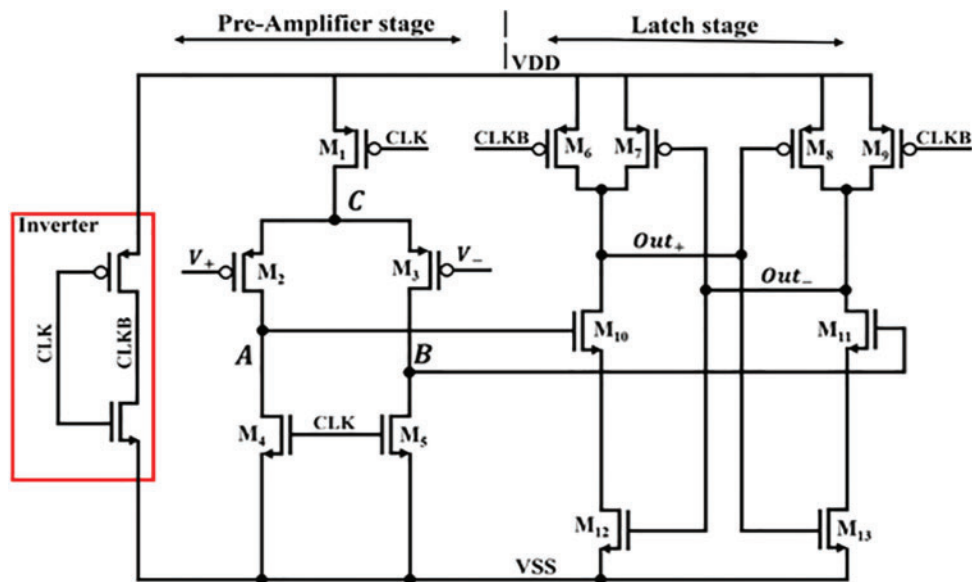 Pre-Amplifier stage
Latch stage
VDD
M1
CLK
CLKB
M6
M7
M8
M9
CLKB
C
Inverter
V+
M2
M3
V−
Out+
Out−
CLK
CLKB
A
B
M10
M11
M4
CLK
M5
M12
M13
VSS